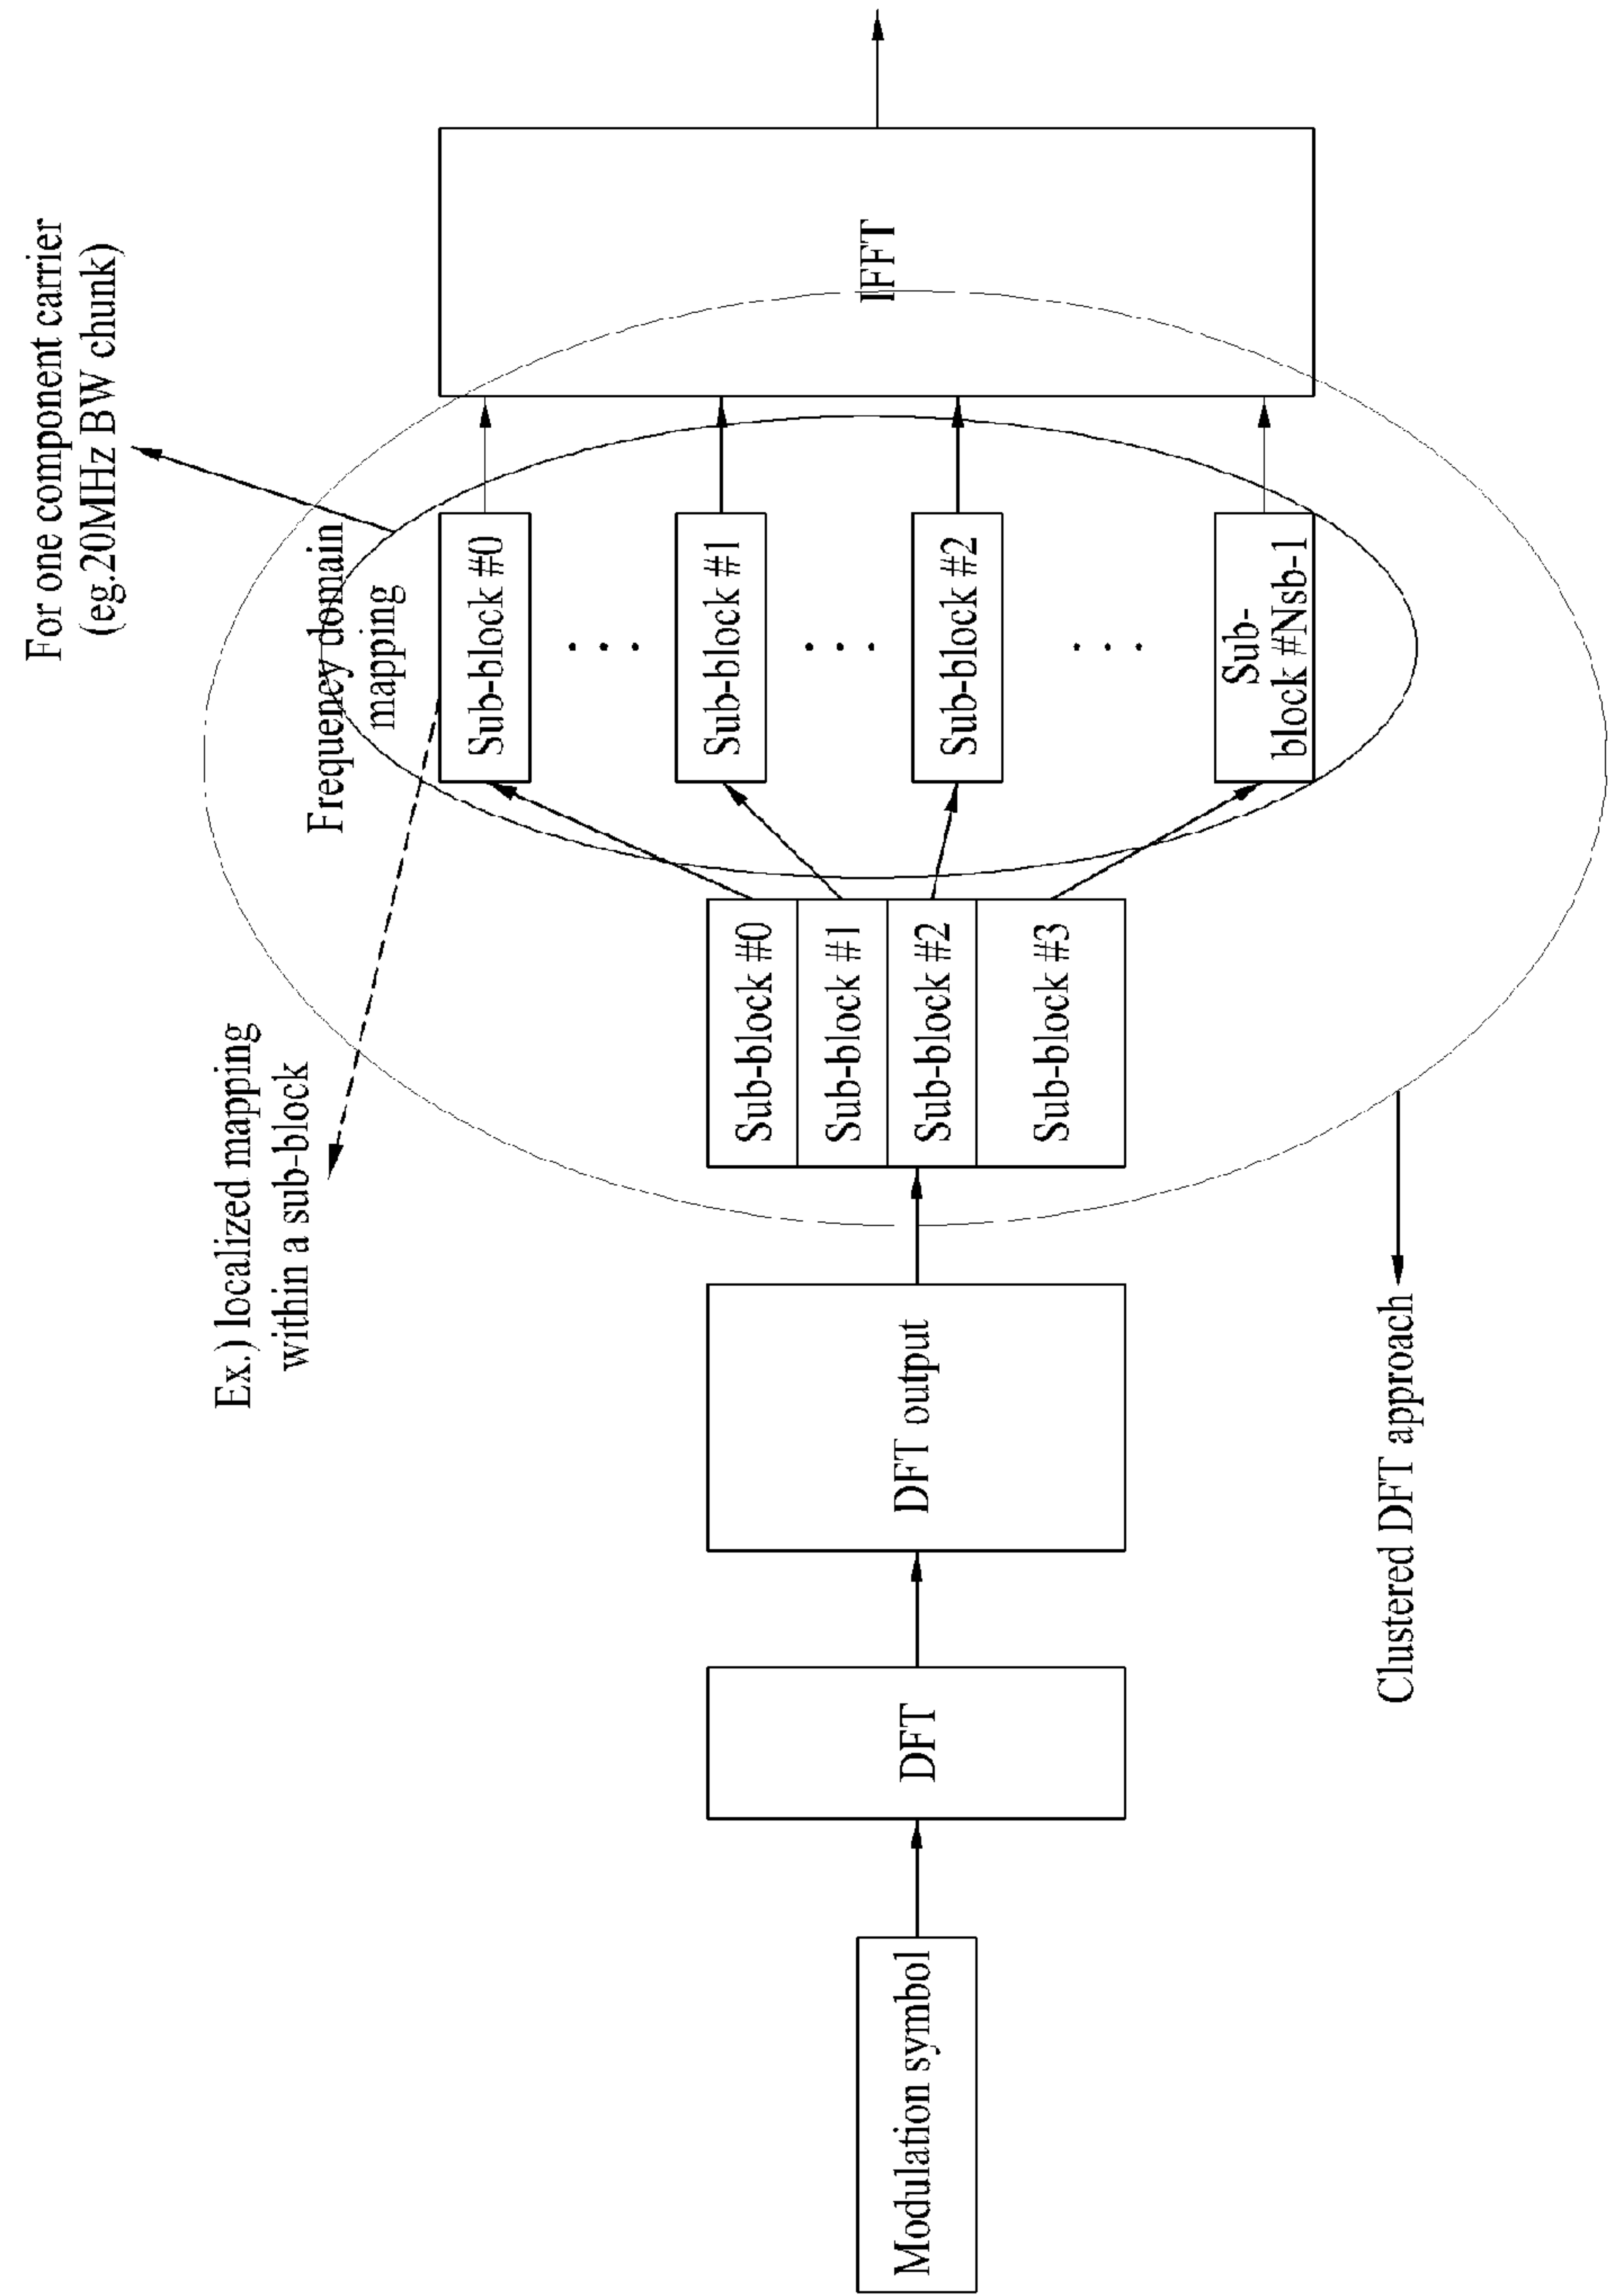 For one component carrier
(eg.20MHz BW chunk)
Ex.) localized mapping
within a sub-block
Frequency domain
mapping
Modulation symbol
DFT
DFT output
Sub-block #0
Sub-block #1
Sub-block #2
Sub-block #3
Sub-block #0
Sub-block #1
Sub-block #2
Sub-
block #Nsb-1
IFFT
Clustered DFT approach